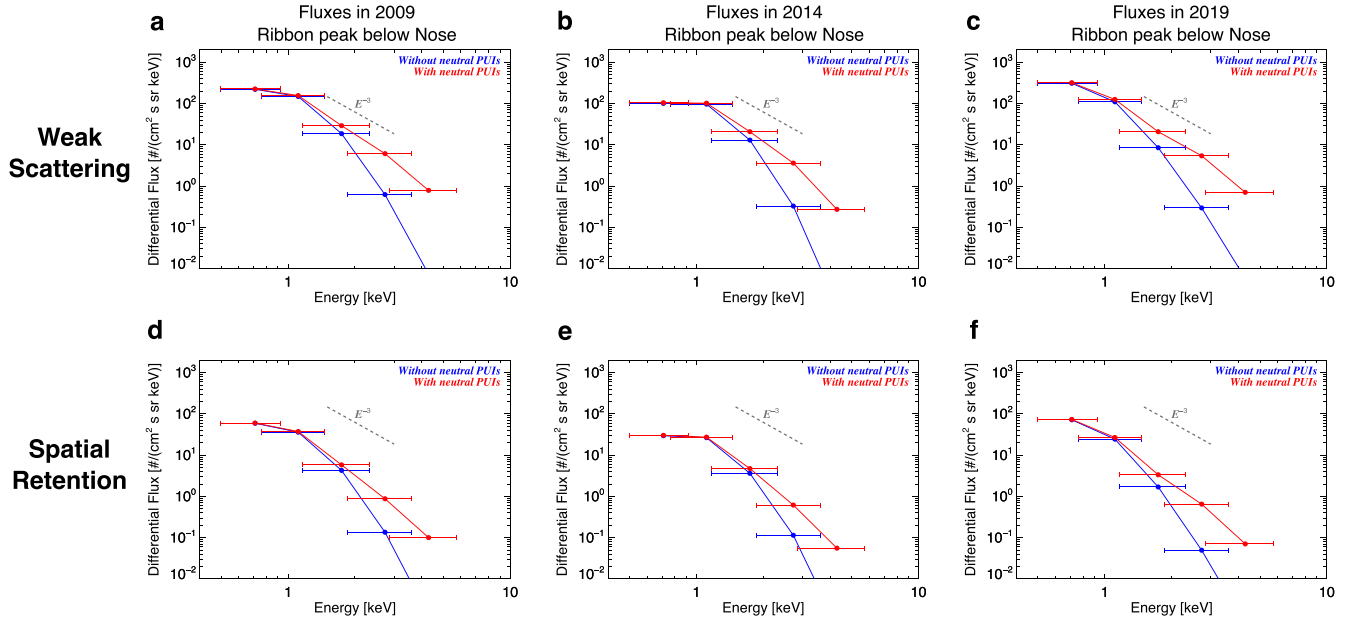 a
Fluxes in 2009
Ribbon peak below Nose
b
Fluxes in 2014
Ribbon peak below Nose
c
Fluxes in 2019
Ribbon peak below Nose
Weak
Scattering
Differential Flux [#/(cm² s sr keV)]
10³
10²
10¹
10⁰
10⁻¹
10⁻²
Without neutral PUIs
With neutral PUIs
E⁻³
1
10
Energy [keV]
Differential Flux [#/(cm² s sr keV)]
10³
10²
10¹
10⁰
10⁻¹
10⁻²
Without neutral PUIs
With neutral PUIs
E⁻³
1
10
Energy [keV]
Differential Flux [#/(cm² s sr keV)]
10³
10²
10¹
10⁰
10⁻¹
10⁻²
Without neutral PUIs
With neutral PUIs
E⁻³
1
10
Energy [keV]
Spatial
Retention
d
Differential Flux [#/(cm² s sr keV)]
10³
10²
10¹
10⁰
10⁻¹
10⁻²
Without neutral PUIs
With neutral PUIs
E⁻³
1
10
Energy [keV]
e
Differential Flux [#/(cm² s sr keV)]
10³
10²
10¹
10⁰
10⁻¹
10⁻²
Without neutral PUIs
With neutral PUIs
E⁻³
1
10
Energy [keV]
f
Differential Flux [#/(cm² s sr keV)]
10³
10²
10¹
10⁰
10⁻¹
10⁻²
Without neutral PUIs
With neutral PUIs
E⁻³
1
10
Energy [keV]